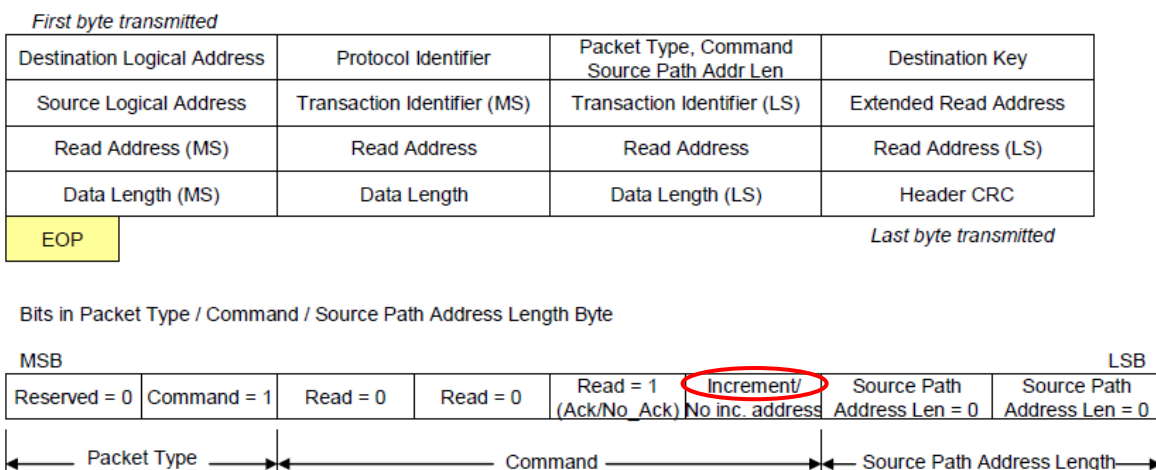 First byte transmitted
Destination Logical Address
Protocol Identifier
Packet Type, Command
Source Path Addr Len
Destination Key
Source Logical Address
Transaction Identifier (MS)
Transaction Identifier (LS)
Extended Read Address
Read Address (MS)
Read Address
Read Address
Read Address (LS)
Data Length (MS)
Data Length
Data Length (LS)
Header CRC
EOP
Last byte transmitted
Bits in Packet Type / Command / Source Path Address Length Byte
MSB
LSB
Reserved = 0
Command = 1
Read = 0
Read = 0
Read = 1
(Ack/No_Ack)
Increment/
No inc. address
Source Path
Address Len = 0
Source Path
Address Len = 0
Packet Type
Command
Source Path Address Length